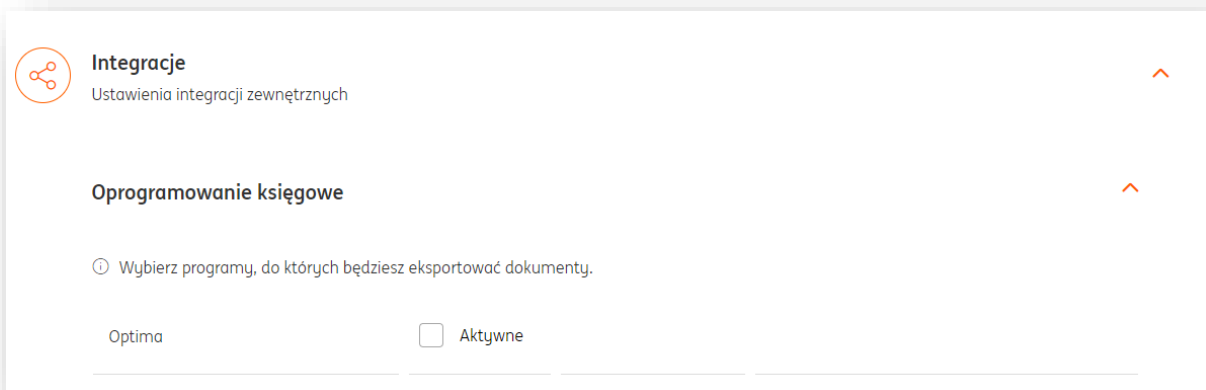 Integracje
Ustawienia integracji zewnętrznych
Oprogramowanie księgowe
Wybierz programy, do których będziesz eksportować dokumenty.
Optima Aktywne